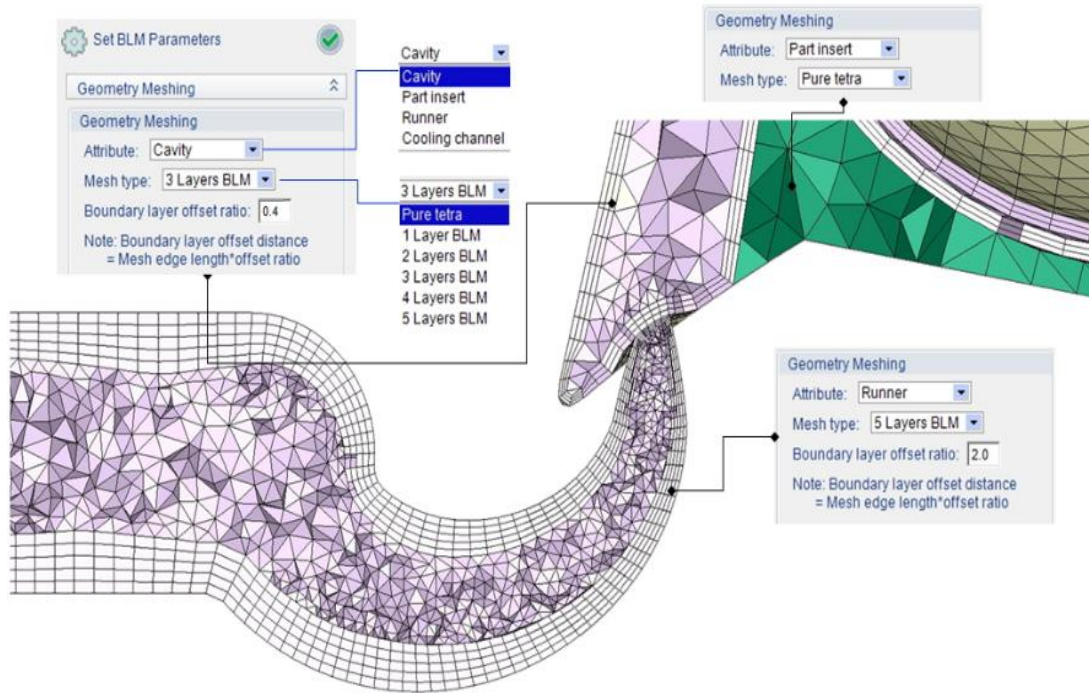 Set BLM Parameters
Geometry Meshing
Geometry Meshing
Attribute: Cavity
Mesh type: 3 Layers BLM
Boundary layer offset ratio: 0.4
Note: Boundary layer offset distance
= Mesh edge length*offset ratio
Cavity
Cavity
Part insert
Runner
Cooling channel
3 Layers BLM
Pure tetra
1 Layer BLM
2 Layers BLM
3 Layers BLM
4 Layers BLM
5 Layers BLM
Geometry Meshing
Attribute: Part insert
Mesh type: Pure tetra
Geometry Meshing
Attribute: Runner
Mesh type: 5 Layers BLM
Boundary layer offset ratio: 2.0
Note: Boundary layer offset distance
= Mesh edge length*offset ratio